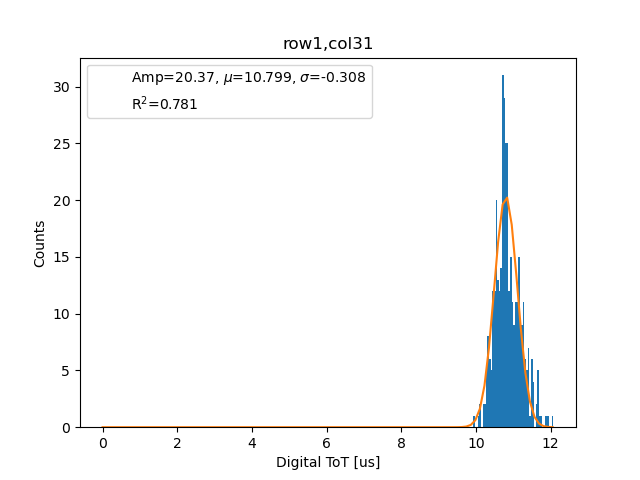 row1,col31
Amp=20.37, μ=10.799, σ=-0.308
R²=0.781
30
25
20
15
10
5
0
Counts
0 2 4 6 8 10 12
Digital ToT [us]